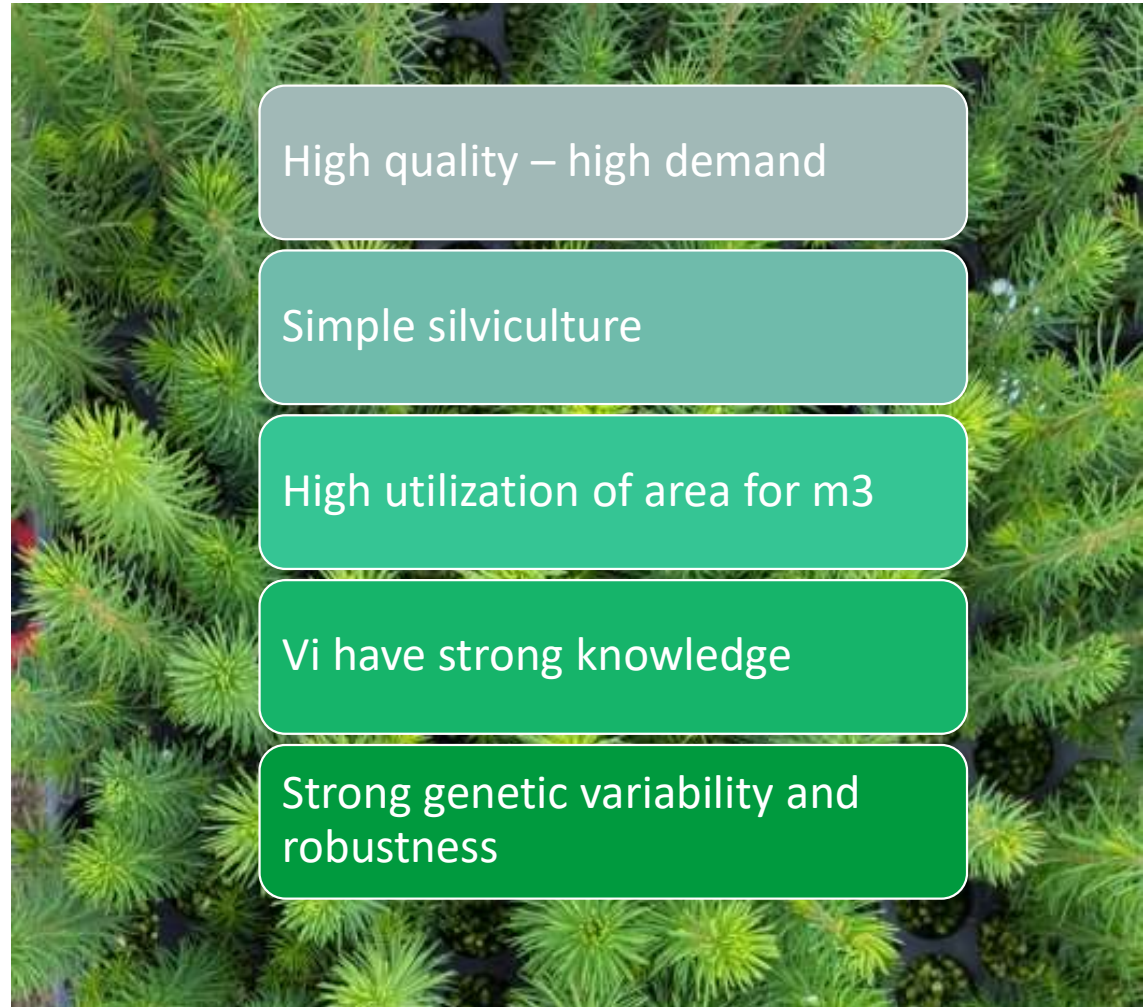 High quality – high demand
Simple silviculture
High utilization of area for m3
Vi have strong knowledge
Strong genetic variability and
robustness